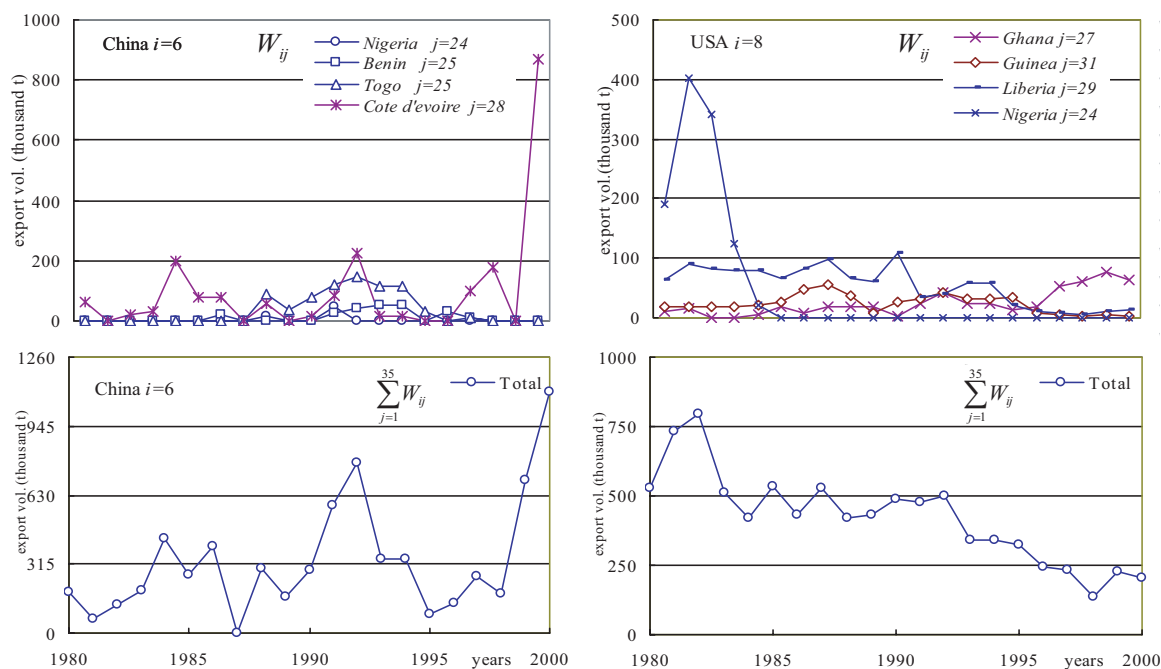 1000
800
600
400
200
0
export vol. (thousand t)
China i=6
W_ij
Nigeria j=24
Benin j=25
Togo j=25
Cote d'evoire j=28
500
400
300
200
100
0
export vol.(thousand t)
USA i=8
W_ij
Ghana j=27
Guinea j=31
Liberia j=29
Nigeria j=24
1260
945
630
315
0
export vol. (thousand t)
China i=6
35
∑ W_ij
j=1
Total
1980 1985 1990 1995 years 2000
1000
750
500
250
0
export vol. (thousand t)
35
∑ W_ij
j=1
Total
1980 1985 1990 1995 years 2000